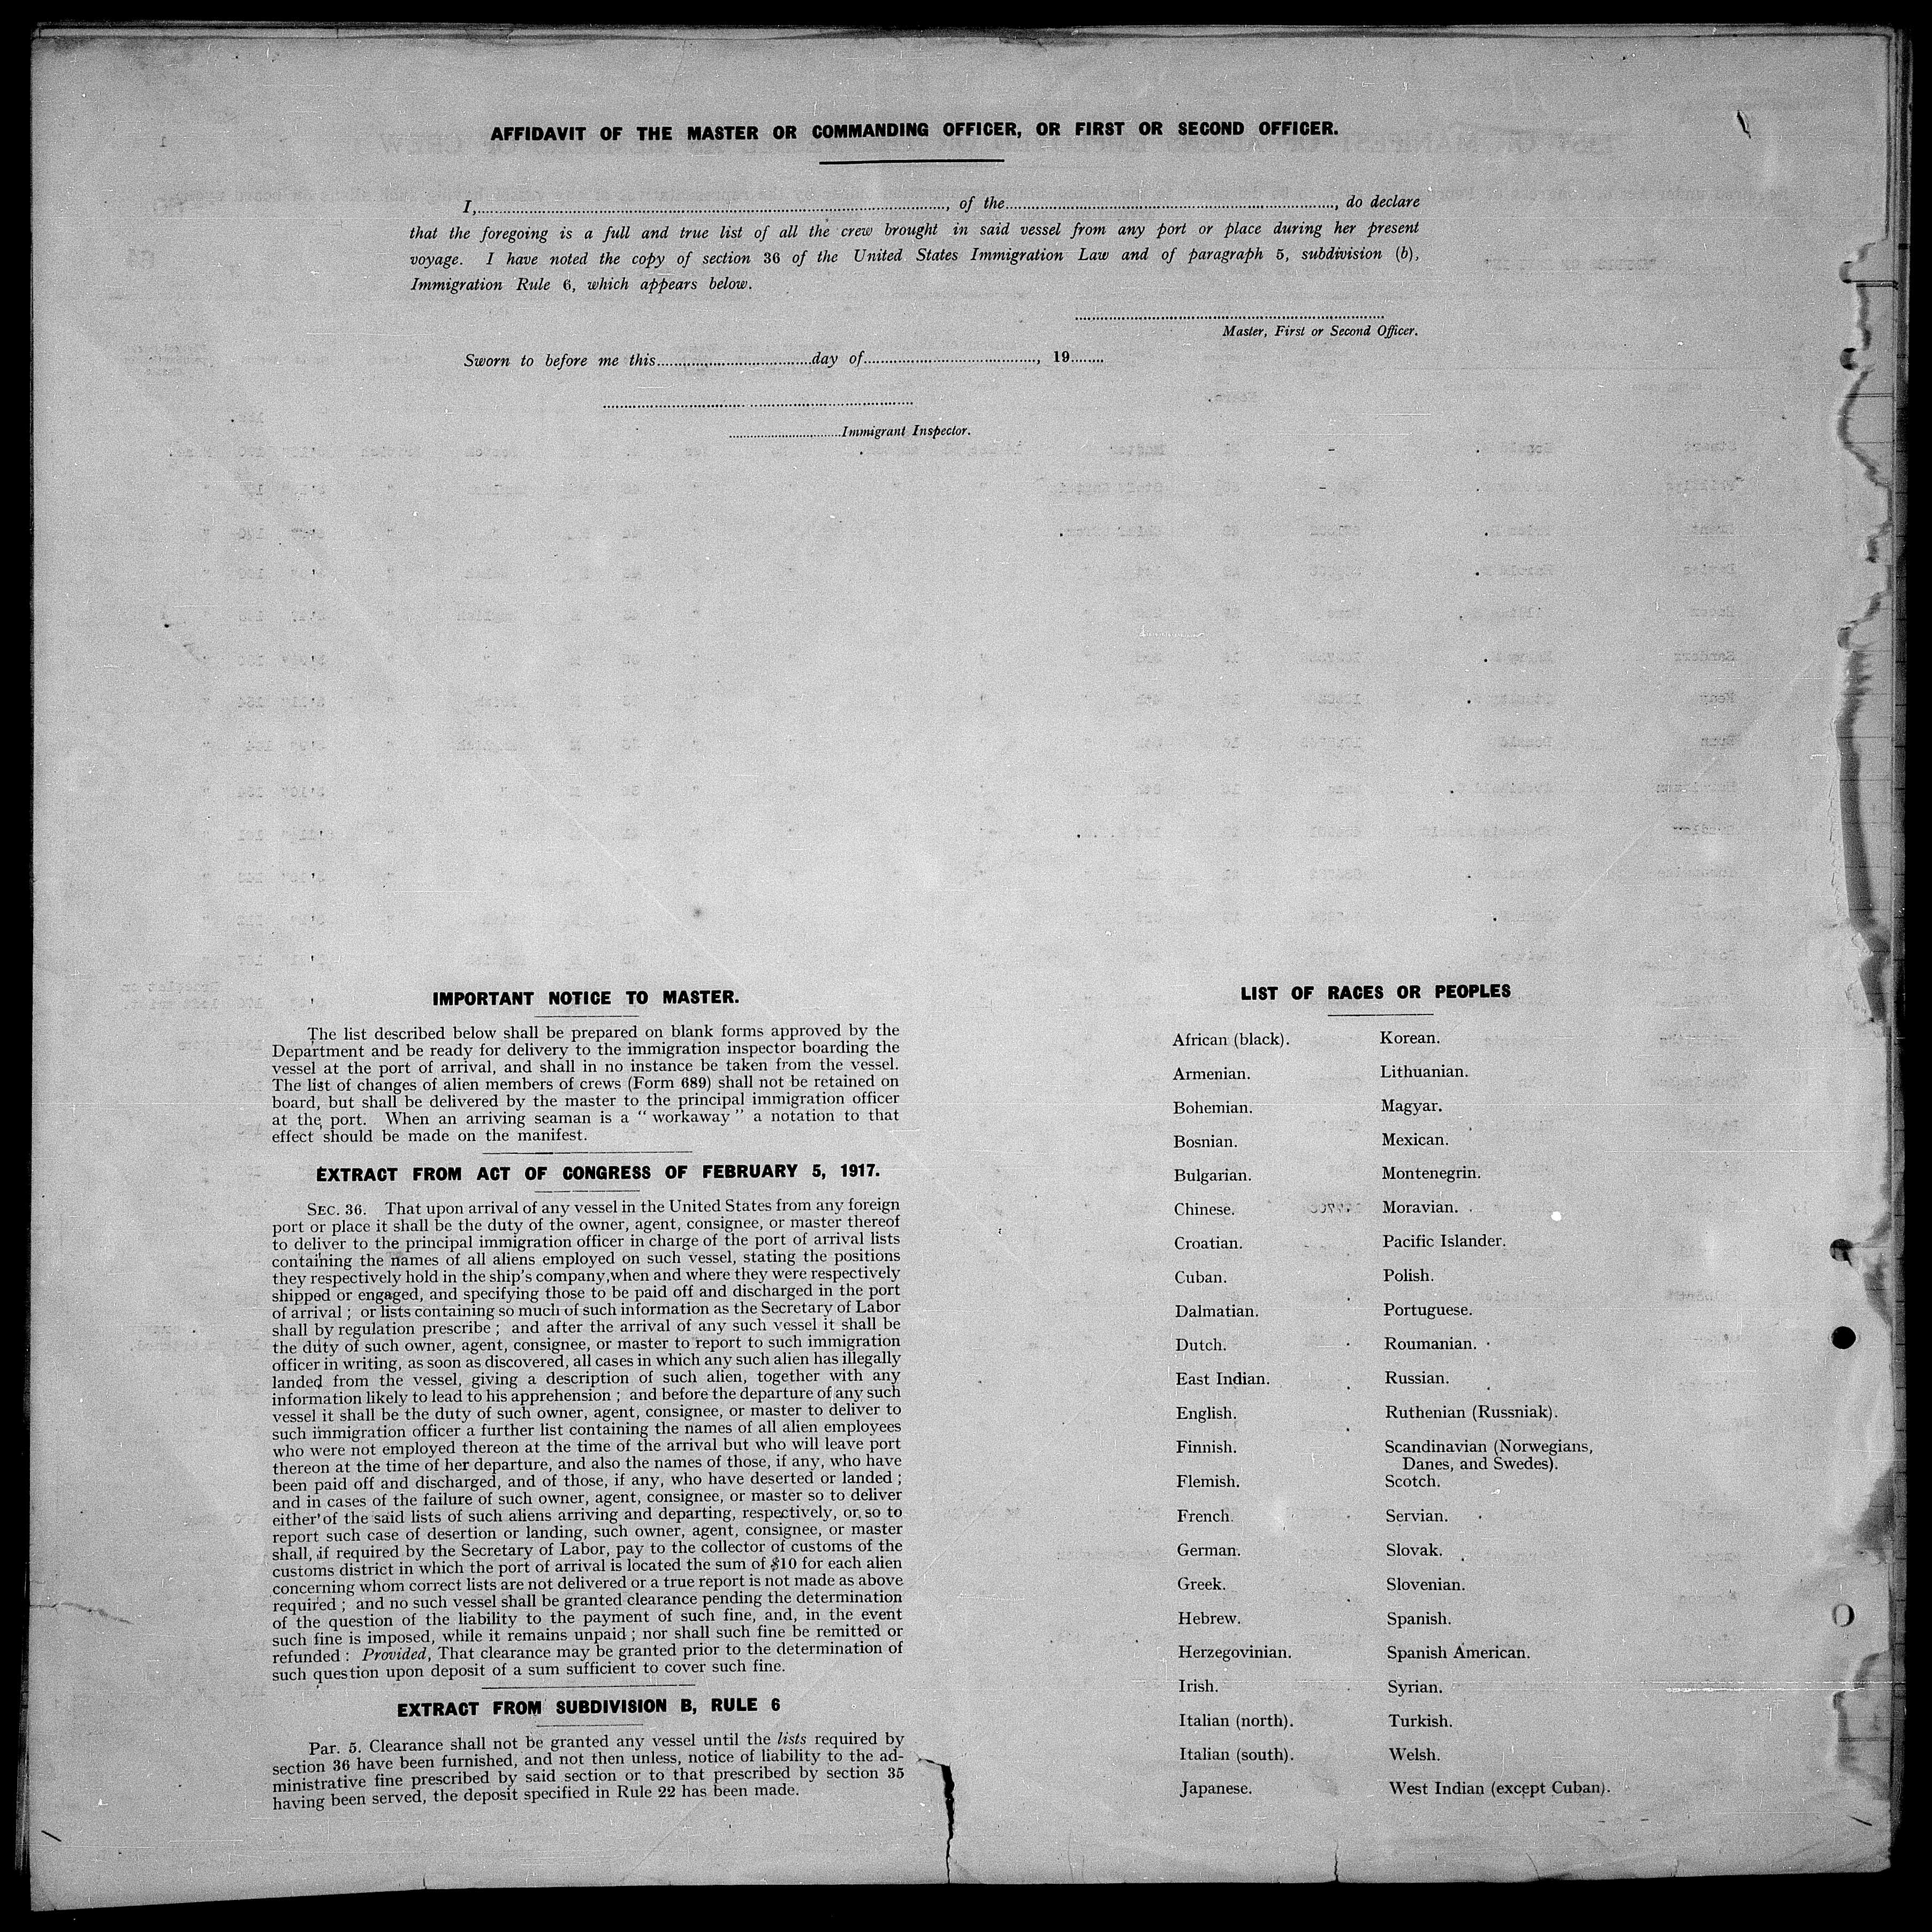 AFFIDAVIT OF THE MASTER OR COMMANDING OFFICER, OR FIRST OR SECOND OFFICER.
I,........, of the........, do declare
that the foregoing is a full and true list of all the crew brought in said vessel from any port or place during her present
voyage. I have noted the copy of section 36 of the United States Immigration Law and of paragraph 5, subdivision (b),
Immigration Rule 6, which appears below.
Master, First or Second Officer.
Sworn to before me this........day of........, 19........
........Immigrant Inspector.
IMPORTANT NOTICE TO MASTER.
The list described below shall be prepared on blank forms approved by the
Department and be ready for delivery to the immigration inspector boarding the
vessel at the port of arrival, and shall in no instance be taken from the vessel.
The list of changes of alien members of crews (Form 689) shall not be retained on
board, but shall be delivered by the master to the principal immigration officer
at the port. When an arriving seaman is a " workaway " a notation to that
effect should be made on the manifest.
EXTRACT FROM ACT OF CONGRESS OF FEBRUARY 5, 1917.
SEC. 36. That upon arrival of any vessel in the United States from any foreign
port or place it shall be the duty of the owner, agent, consignee, or master thereof
to deliver to the principal immigration officer in charge of the port of arrival lists
containing the names of all aliens employed on such vessel, stating the positions
they respectively hold in the ship's company,when and where they were respectively
shipped or engaged, and specifying those to be paid off and discharged in the port
of arrival ; or lists containing so much of such information as the Secretary of Labor
shall by regulation prescribe ; and after the arrival of any such vessel it shall be
the duty of such owner, agent, consignee, or master to report to such immigration
officer in writing, as soon as discovered, all cases in which any such alien has illegally
landed from the vessel, giving a description of such alien, together with any
information likely to lead to his apprehension ; and before the departure of any such
vessel it shall be the duty of such owner, agent, consignee, or master to deliver to
such immigration officer a further list containing the names of all alien employees
who were not employed thereon at the time of the arrival but who will leave port
thereon at the time of her departure, and also the names of those, if any, who have
been paid off and discharged, and of those, if any, who have deserted or landed ;
and in cases of the failure of such owner, agent, consignee, or master so to deliver
either of the said lists of such aliens arriving and departing, respectively, or so to
report such case of desertion or landing, such owner, agent, consignee, or master
shall, if required by the Secretary of Labor, pay to the collector of customs of the
customs district in which the port of arrival is located the sum of $10 for each alien
concerning whom correct lists are not delivered or a true report is not made as above
required ; and no such vessel shall be granted clearance pending the determination
of the question of the liability to the payment of such fine, and, in the event
such fine is imposed, while it remains unpaid ; nor shall such fine be remitted or
refunded : Provided, That clearance may be granted prior to the determination of
such question upon deposit of a sum sufficient to cover such fine.
EXTRACT FROM SUBDIVISION B, RULE 6
Par. 5. Clearance shall not be granted any vessel until the lists required by
section 36 have been furnished, and not then unless, notice of liability to the ad-
ministrative fine prescribed by said section or to that prescribed by section 35
having been served, the deposit specified in Rule 22 has been made.
LIST OF RACES OR PEOPLES
African (black).
Armenian.
Bohemian.
Bosnian.
Bulgarian.
Chinese.
Croatian.
Cuban.
Dalmatian.
Dutch.
East Indian.
English.
Finnish.
Flemish.
French.
German.
Greek.
Hebrew.
Herzegovinian.
Irish.
Italian (north).
Italian (south).
Japanese.
Korean.
Lithuanian.
Magyar.
Mexican.
Montenegrin.
Moravian.
Pacific Islander.
Polish.
Portuguese.
Roumanian.
Russian.
Ruthenian (Russniak).
Scandinavian (Norwegians,
Danes, and Swedes).
Scotch.
Servian.
Slovak.
Slovenian.
Spanish.
Spanish American.
Syrian.
Turkish.
Welsh.
West Indian (except Cuban).